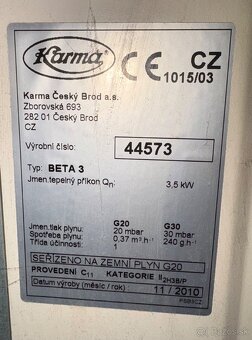 Karma
CE CZ
1015/03
Karma Český Brod a.s.
Zborovská 693
282 01 Český Brod
CZ
Výrobní číslo: 44573
Typ: BETA 3
Jmen.tepelný příkon Qn: 3,5 kW
G20 G30
Jmen.tlak plynu: 20 mbar 30 mbar
Spotřeba plynu: 0,37 m³.h⁻¹ 240 g.h⁻¹
Třída účinnosti: 1
SEŘÍZENO NA ZEMNÍ PLYN G20
PROVEDENÍ C11 KATEGORIE II2H3B/P
Datum výroby (měsíc / rok) 11 / 2010